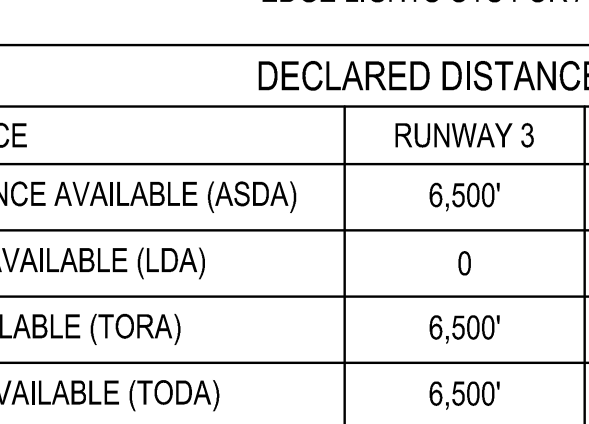 DECLARED DISTANCE
CE RUNWAY 3
NCE AVAILABLE (ASDA) 6,500'
AVAILABLE (LDA) 0
LABLE (TORA) 6,500'
VAILABLE (TODA) 6,500'